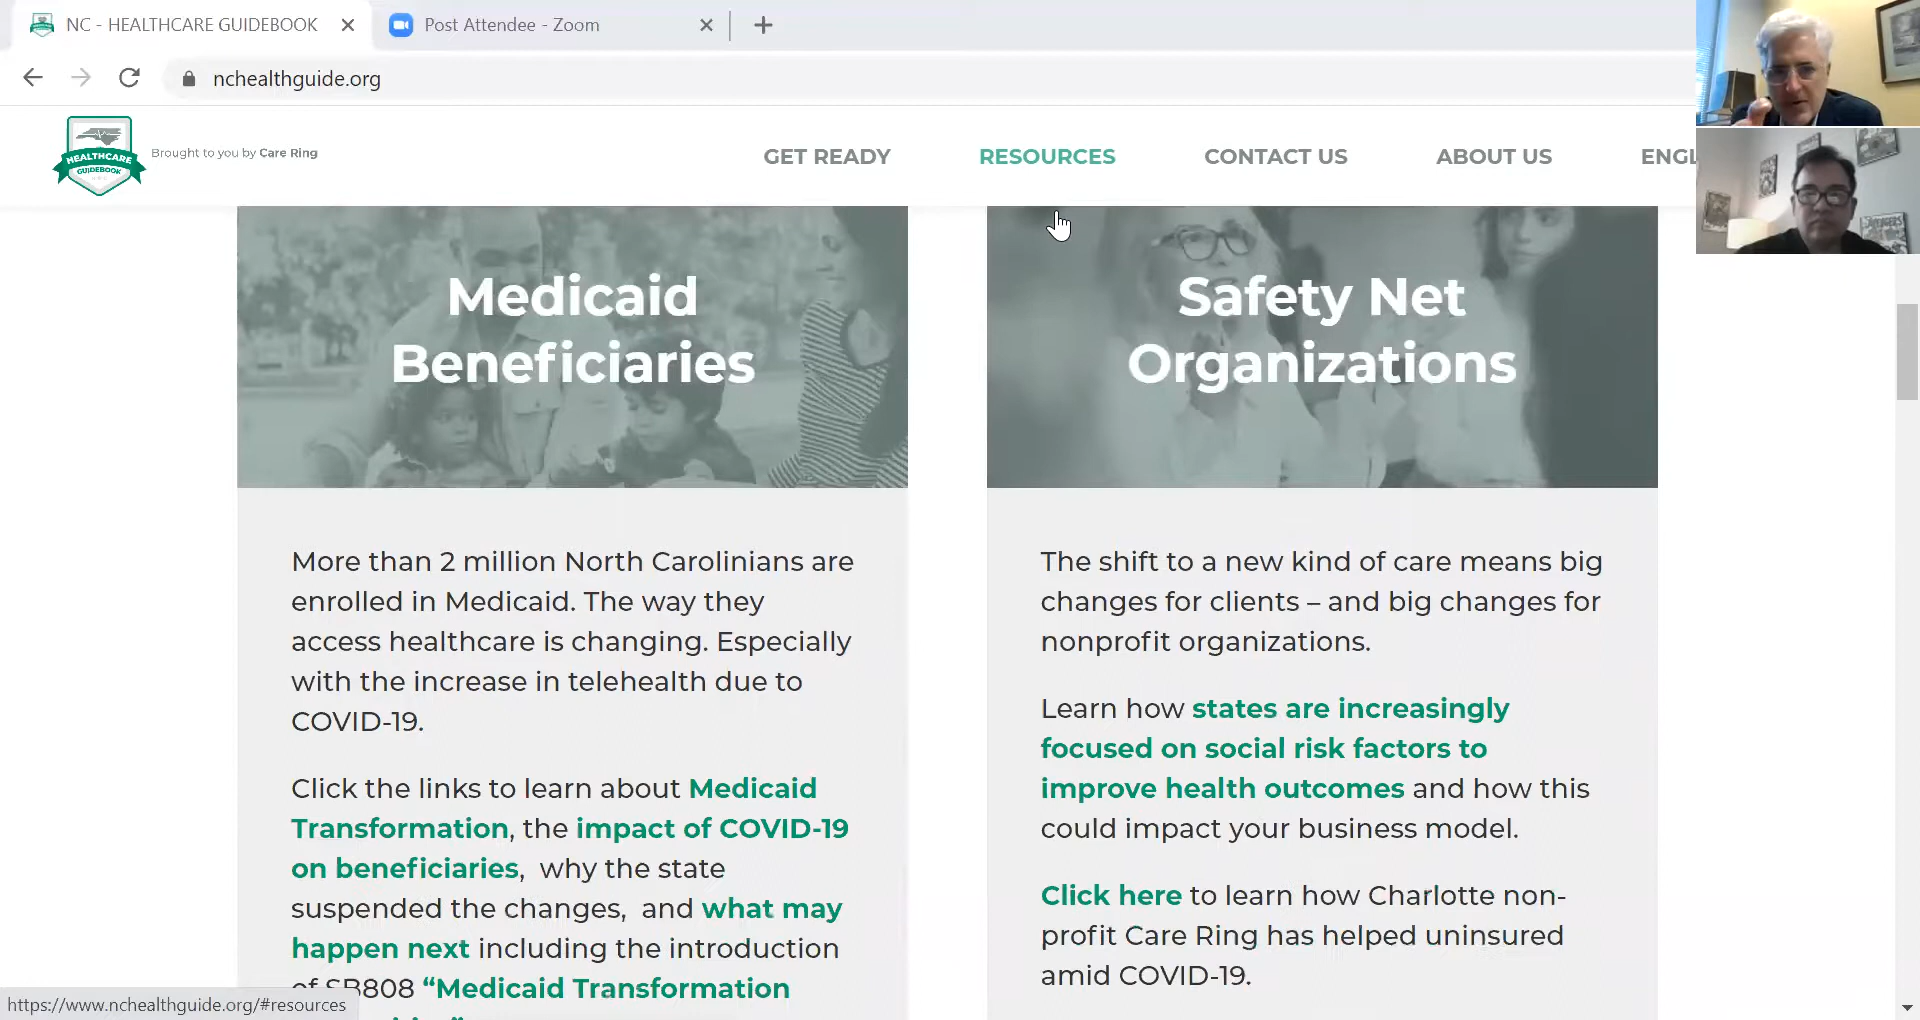 NC - HEALTHCARE GUIDEBOOK
Post Attendee - Zoom
nchealthguide.org
HEALTHCARE
GUIDEBOOK
Brought to you by Care Ring
GET READY
RESOURCES
CONTACT US
ABOUT US
ENGL
Medicaid
Beneficiaries
More than 2 million North Carolinians are
enrolled in Medicaid. The way they
access healthcare is changing. Especially
with the increase in telehealth due to
COVID-19.
Click the links to learn about Medicaid
Transformation, the impact of COVID-19
on beneficiaries,  why the state
suspended the changes,  and what may
happen next including the introduction
of SB808 “Medicaid Transformation
Safety Net
Organizations
The shift to a new kind of care means big
changes for clients – and big changes for
nonprofit organizations.
Learn how states are increasingly
focused on social risk factors to
improve health outcomes and how this
could impact your business model.
Click here to learn how Charlotte non-
profit Care Ring has helped uninsured
amid COVID-19.
https://www.nchealthguide.org/#resources